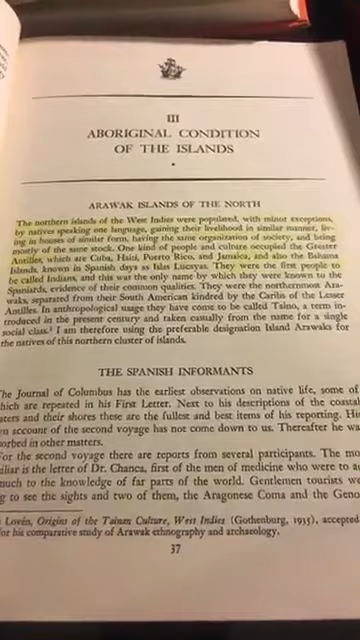 III
ABORIGINAL CONDITION
OF THE ISLANDS
ARAWAK ISLANDS OF THE NORTH
The northern islands of the West Indies were populated, with minor exceptions,
by natives speaking one language, gaining their livelihood in similar manner, liv-
ing in houses of similar form, having the same organization of society, and being
mostly of the same stock. One kind of people and culture occupied the Greater
Antilles, which are Cuba, Haiti, Puerto Rico, and Jamaica, and also the Bahama
Islands, known in Spanish days as Islas Lucayas. They were the first people to
be called Indians, and this was the only name by which they were known to the
Spaniards, evidence of their common qualities. They were the northernmost Ara-
waks, separated from their South American kindred by the Caribs of the Lesser
Antilles. In anthropological usage they have come to be called Taino, a term in-
troduced in the present century and taken casually from the name for a single
social class.¹ I am therefore using the preferable designation Island Arawaks for
the natives of this northern cluster of islands.
THE SPANISH INFORMANTS
The Journal of Columbus has the earliest observations on native life, some of
which are repeated in his First Letter. Next to his descriptions of the coastal
aters and their shores these are the fullest and best items of his reporting. His
n account of the second voyage has not come down to us. Thereafter he wa
orbed in other matters.
For the second voyage there are reports from several participants. The mo
iliar is the letter of Dr. Chanca, first of the men of medicine who were to a
much to the knowledge of far parts of the world. Gentlemen tourists we
g to see the sights and two of them, the Aragonese Coma and the Geno
Lovén, Origins of the Tainan Culture, West Indies (Gothenburg, 1935), accepted
for his comparative study of Arawak ethnography and archaeology.
37